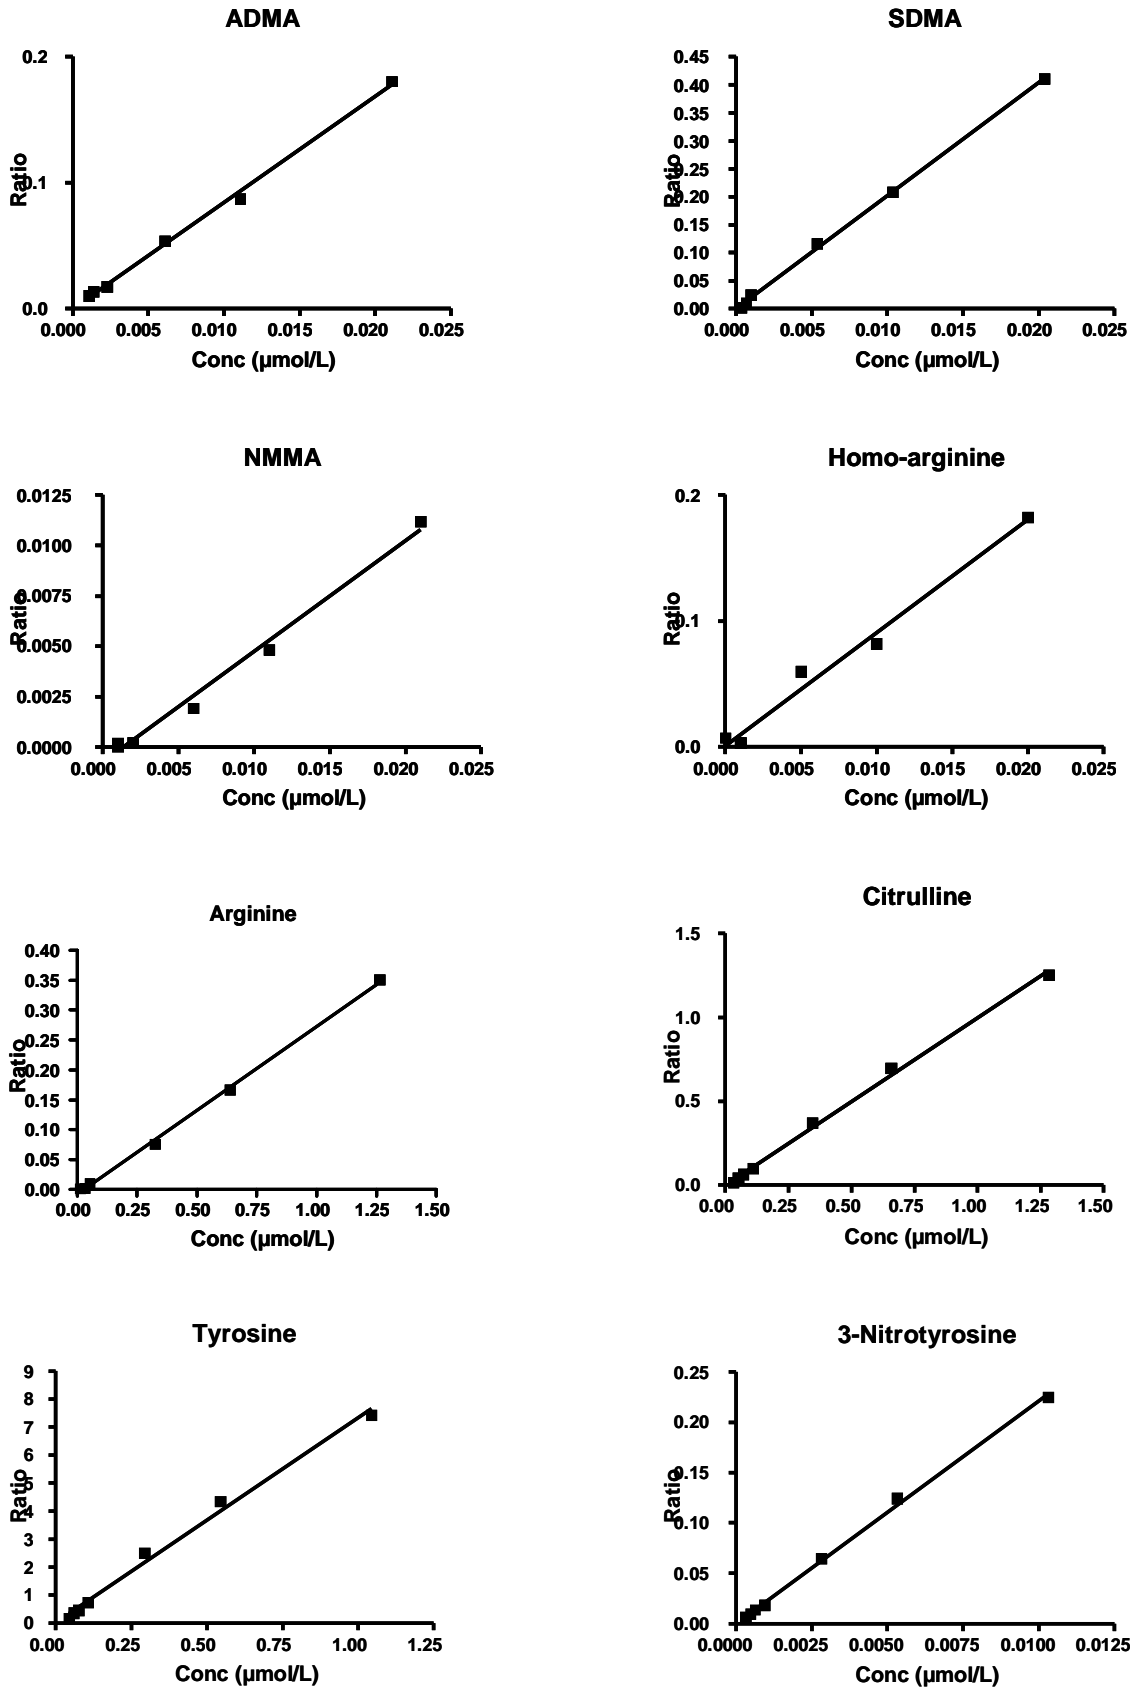 ADMA
0.2
0.1
0.0
Ratio
0.000 0.005 0.010 0.015 0.020 0.025
Conc (µmol/L)
SDMA
0.45
0.40
0.35
0.30
0.25
0.20
0.15
0.10
0.05
0.00
Ratio
0.000 0.005 0.010 0.015 0.020 0.025
Conc (µmol/L)
NMMA
0.0125
0.0100
0.0075
0.0050
0.0025
0.0000
Ratio
0.000 0.005 0.010 0.015 0.020 0.025
Conc (µmol/L)
Homo-arginine
0.2
0.1
0.0
Ratio
0.000 0.005 0.010 0.015 0.020 0.025
Conc (µmol/L)
Arginine
0.40
0.35
0.30
0.25
0.20
0.15
0.10
0.05
0.00
Ratio
0.00 0.25 0.50 0.75 1.00 1.25 1.50
Conc (µmol/L)
Citrulline
1.5
1.0
0.5
0.0
Ratio
0.00 0.25 0.50 0.75 1.00 1.25 1.50
Conc (µmol/L)
Tyrosine
9
8
7
6
5
4
3
2
1
0
Ratio
0.00 0.25 0.50 0.75 1.00 1.25
Conc (µmol/L)
3-Nitrotyrosine
0.25
0.20
0.15
0.10
0.05
0.00
Ratio
0.0000 0.0025 0.0050 0.0075 0.0100 0.0125
Conc (µmol/L)